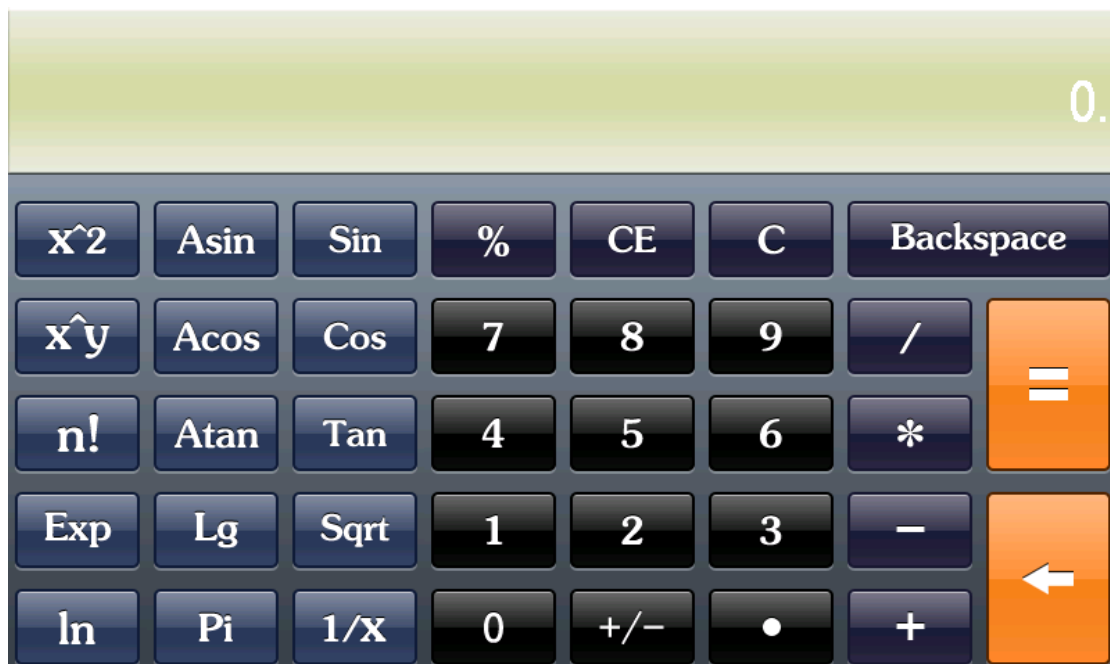 0.
x^2 Asin Sin % CE C Backspace
x^y Acos Cos 7 8 9 / =
n! Atan Tan 4 5 6 *
Exp Lg Sqrt 1 2 3 − ←
ln Pi 1/x 0 +/− • +